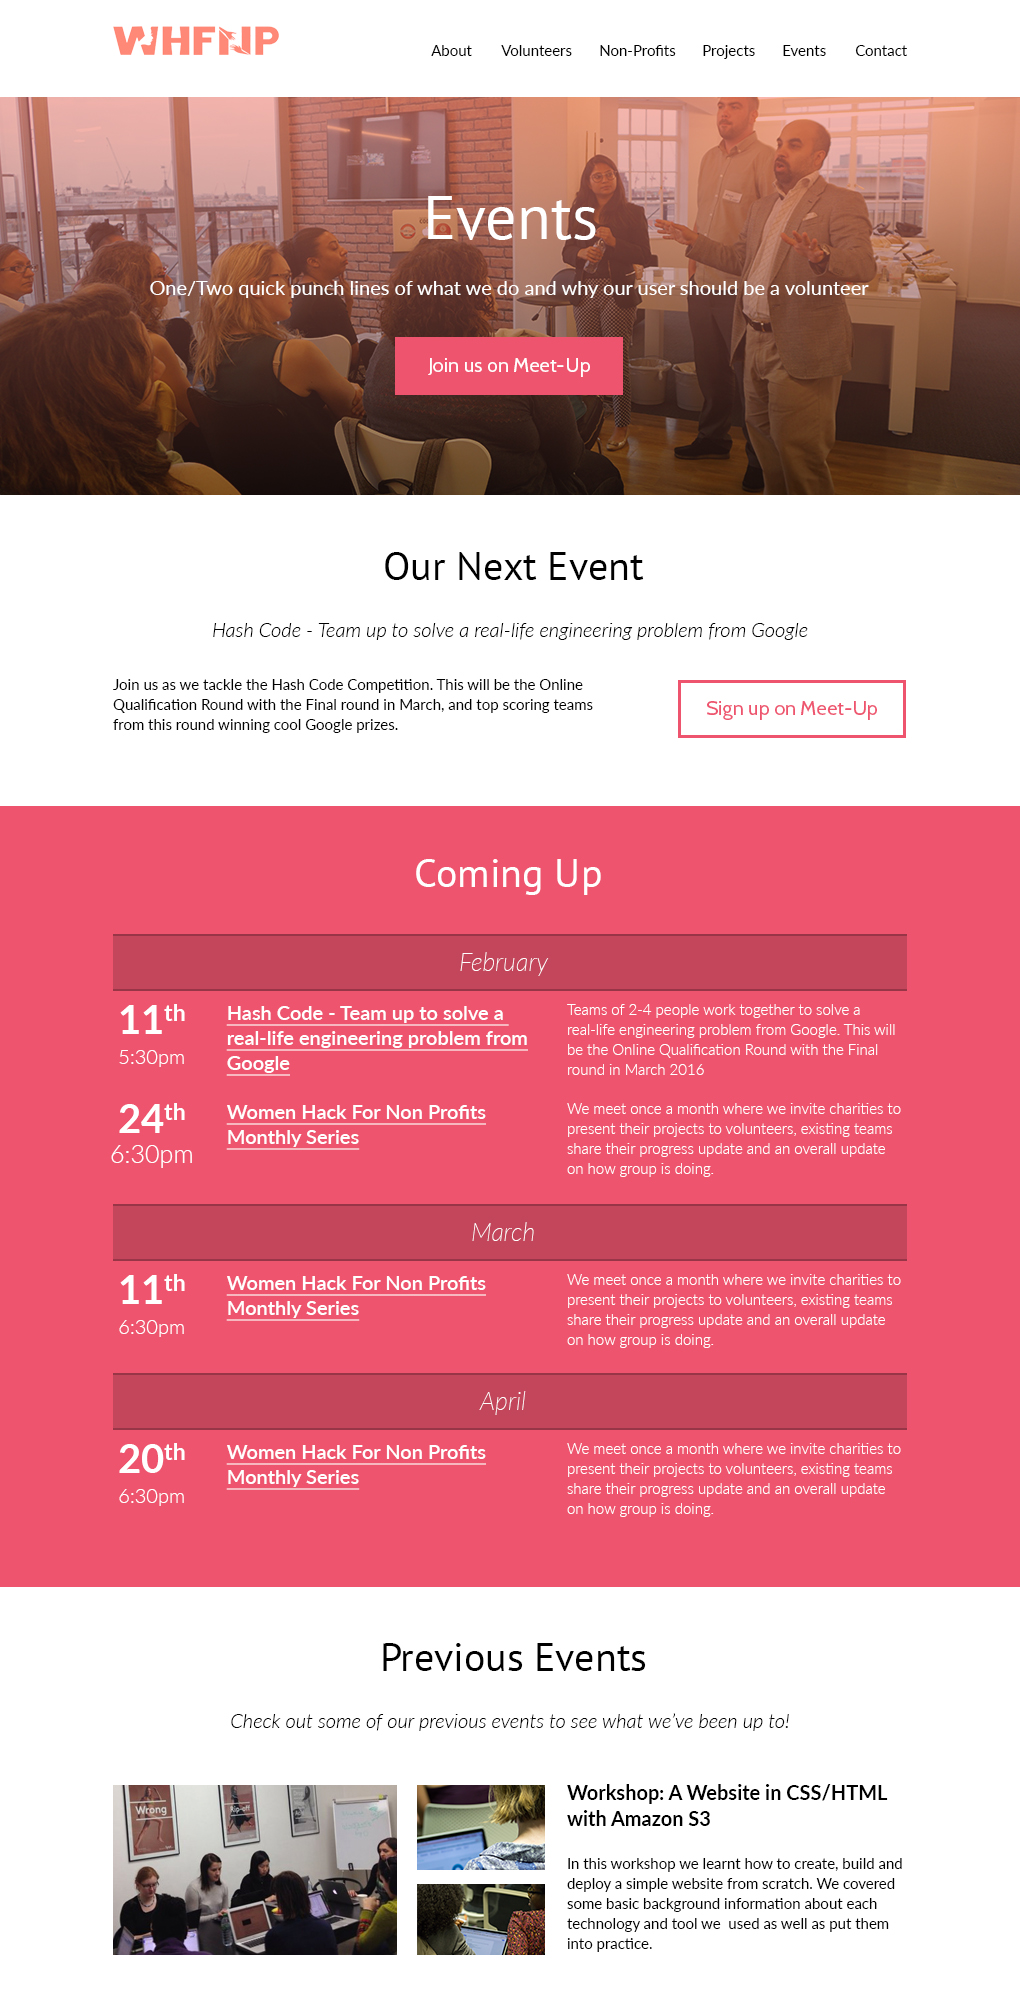 WHFNP
About Volunteers Non-Profits Projects Events Contact
Events
One/Two quick punch lines of what we do and why our user should be a volunteer
Join us on Meet-Up
Our Next Event
Hash Code - Team up to solve a real-life engineering problem from Google
Join us as we tackle the Hash Code Competition. This will be the Online
Qualification Round with the Final round in March, and top scoring teams
from this round winning cool Google prizes.
Sign up on Meet-Up
Coming Up
February
11th
5:30pm
Hash Code - Team up to solve a
real-life engineering problem from
Google
Teams of 2-4 people work together to solve a
real-life engineering problem from Google. This will
be the Online Qualification Round with the Final
round in March 2016
24th
6:30pm
Women Hack For Non Profits
Monthly Series
We meet once a month where we invite charities to
present their projects to volunteers, existing teams
share their progress update and an overall update
on how group is doing.
March
11th
6:30pm
Women Hack For Non Profits
Monthly Series
We meet once a month where we invite charities to
present their projects to volunteers, existing teams
share their progress update and an overall update
on how group is doing.
April
20th
6:30pm
Women Hack For Non Profits
Monthly Series
We meet once a month where we invite charities to
present their projects to volunteers, existing teams
share their progress update and an overall update
on how group is doing.
Previous Events
Check out some of our previous events to see what we’ve been up to!
Wrong
Rip-off
Workshop: A Website in CSS/HTML
with Amazon S3
In this workshop we learnt how to create, build and
deploy a simple website from scratch. We covered
some basic background information about each
technology and tool we  used as well as put them
into practice.